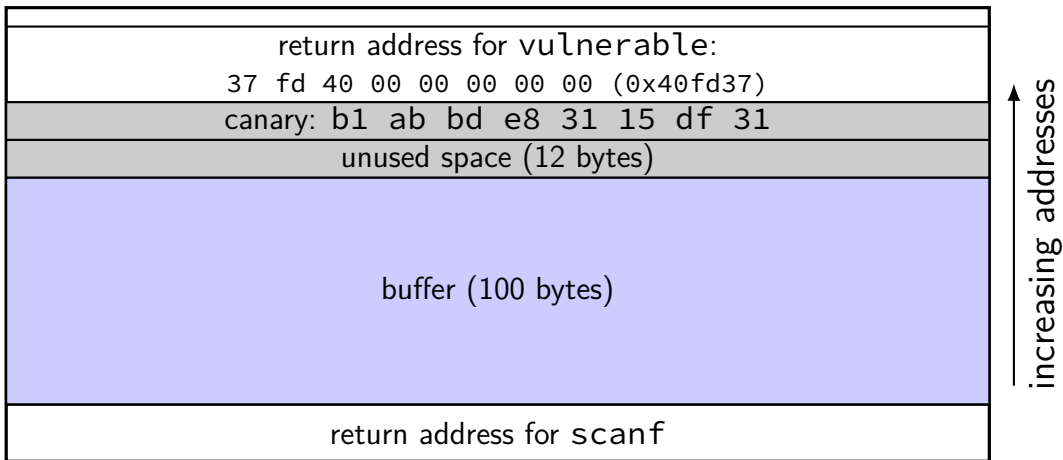 return address for vulnerable:
37 fd 40 00 00 00 00 00 (0x40fd37)
canary: b1 ab bd e8 31 15 df 31
unused space (12 bytes)
buffer (100 bytes)
return address for scanf
increasing addresses